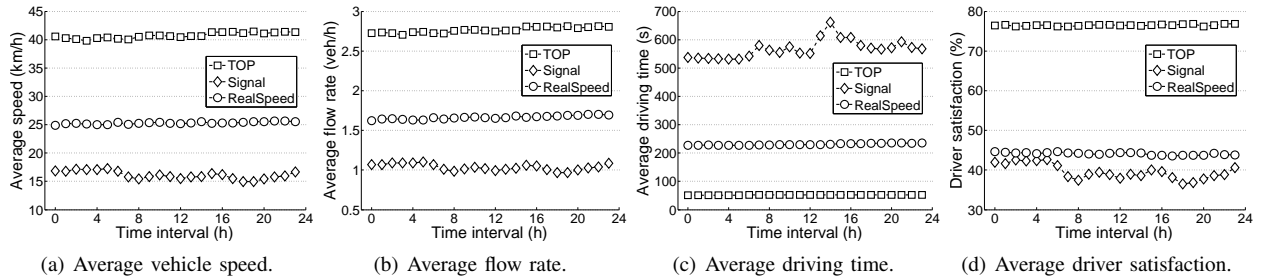 45
40
35
30
25
20
15
10
Average speed (km/h)
TOP
Signal
RealSpeed
0 4 8 12 16 20 24
Time interval (h)
(a) Average vehicle speed.
3
2.5
2
1.5
1
0.5
Average flow rate (veh/h)
TOP
Signal
RealSpeed
0 4 8 12 16 20 24
Time interval (h)
(b) Average flow rate.
700
600
500
400
300
200
100
0
Average driving time (s)
TOP
Signal
RealSpeed
0 4 8 12 16 20 24
Time interval (h)
(c) Average driving time.
80
70
60
50
40
30
Driver satisfaction (%)
TOP
Signal
RealSpeed
0 4 8 12 16 20 24
Time interval (h)
(d) Average driver satisfaction.